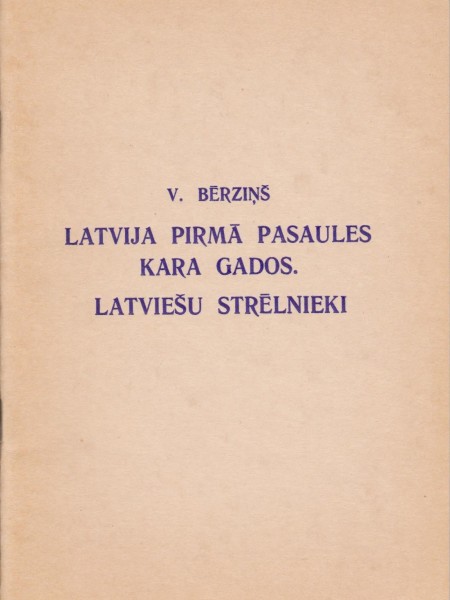 V. BĒRZIŅŠ
LATVIJA PIRMĀ PASAULES
KARA GADOS.
LATVIEŠU STRĒLNIEKI